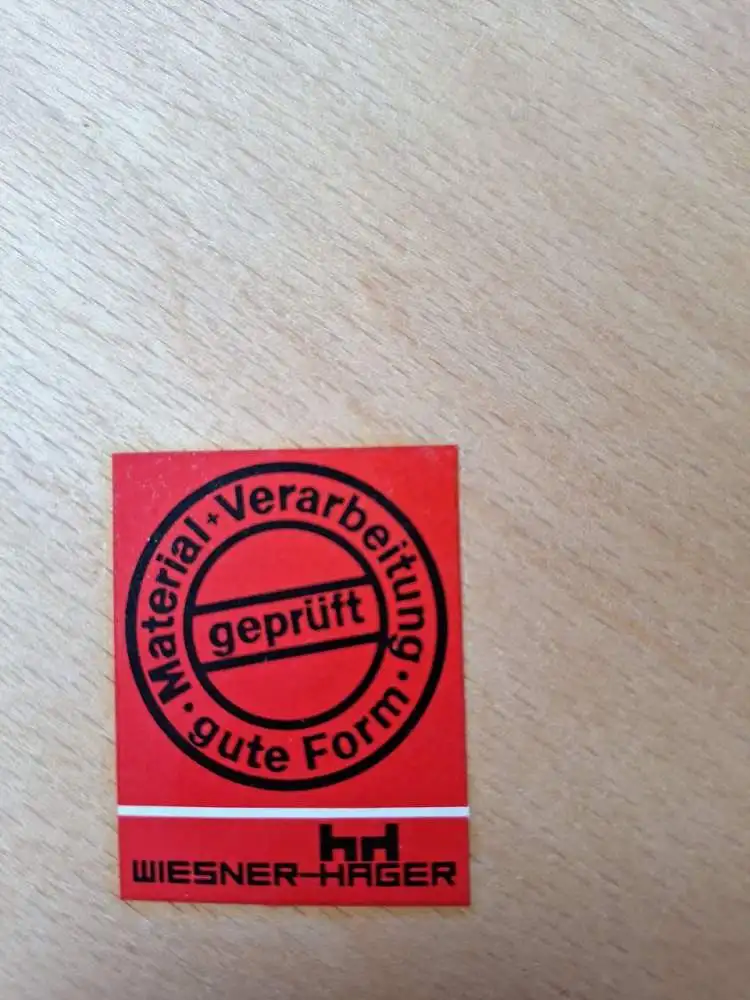 Material + Verarbeitung
geprüft
· gute Form ·
WIESNER-HAGER